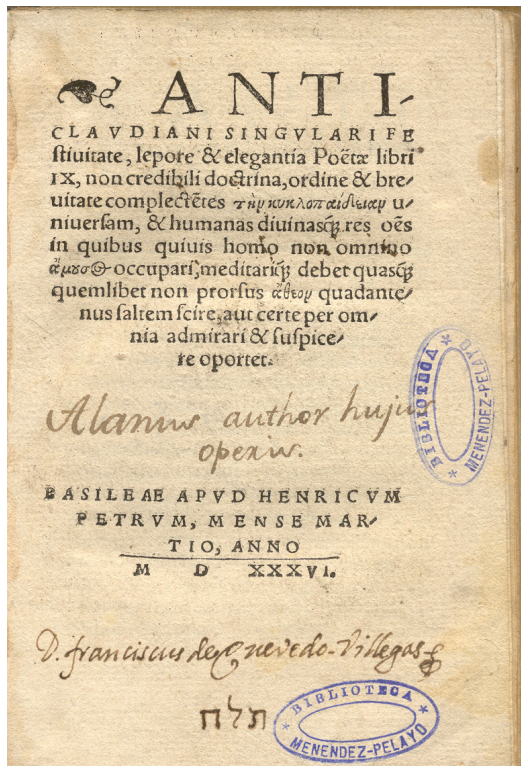 ANTI-
CLAVDIANI SINGVLARI FE
ſtiuitate, lepore & elegantia Poëtæ libri
IX, non credibili doctrina, ordine & bre-
uitate complectẽtes τὴν κυκλοπαίδειαν u-
niuerſam, & humanas diuinasq́; res oẽs
in quibus quiuis homo non omnino
ἄμουσος occupari, meditariq́; debet quasq́;
quemlibet non prorſus ἄθεον quadante-
nus ſaltem ſcire, aut certe per om-
nia admirari & ſuſpice-
re oportet.
Alanus author hujus
operis.
BASILEAE APVD HENRICVM
PETRVM, MENSE MAR-
TIO, ANNO
M D XXXVI.
D. franciscus de Quevedo-Villegas
תלח
* BIBLIOTECA *
MENENDEZ-PELAYO
* BIBLIOTECA *
MENENDEZ-PELAYO